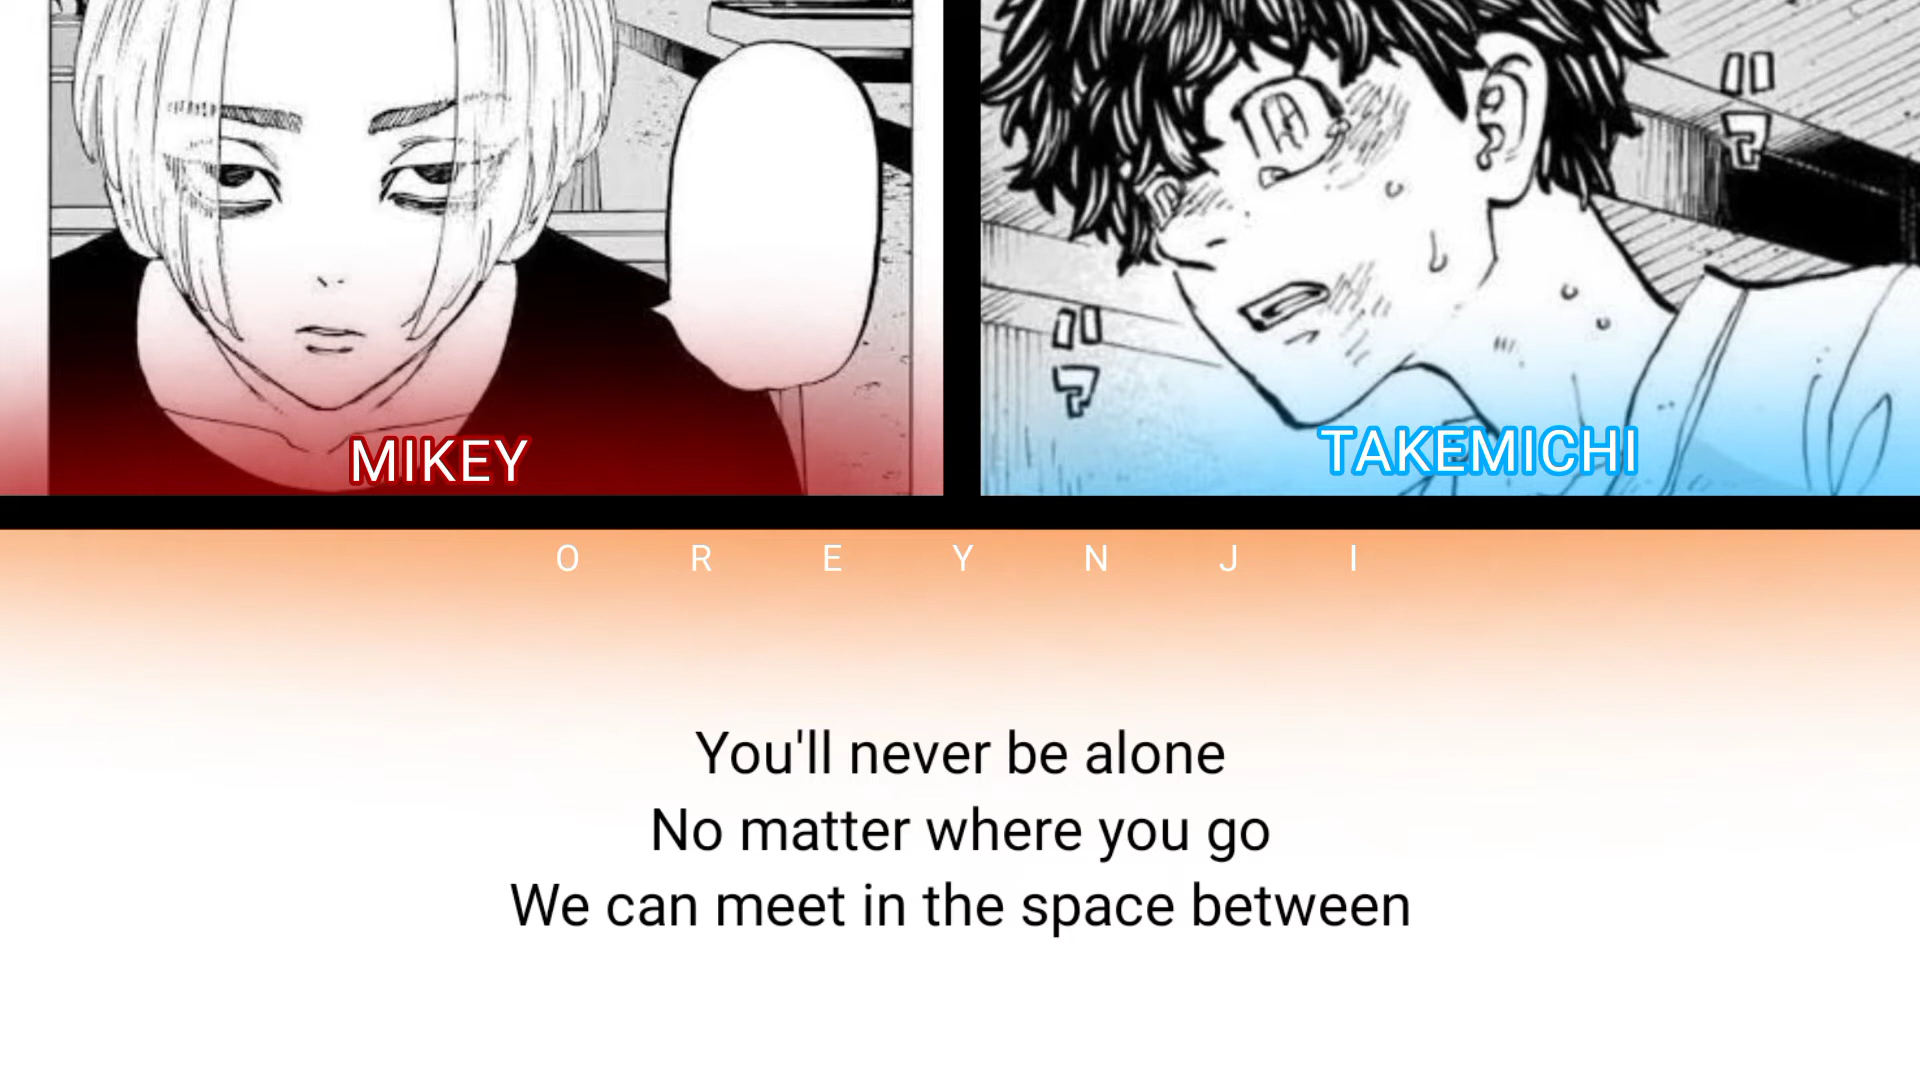 MIKEY
TAKEMICHI
O R E Y N J I
You'll never be alone
No matter where you go
We can meet in the space between